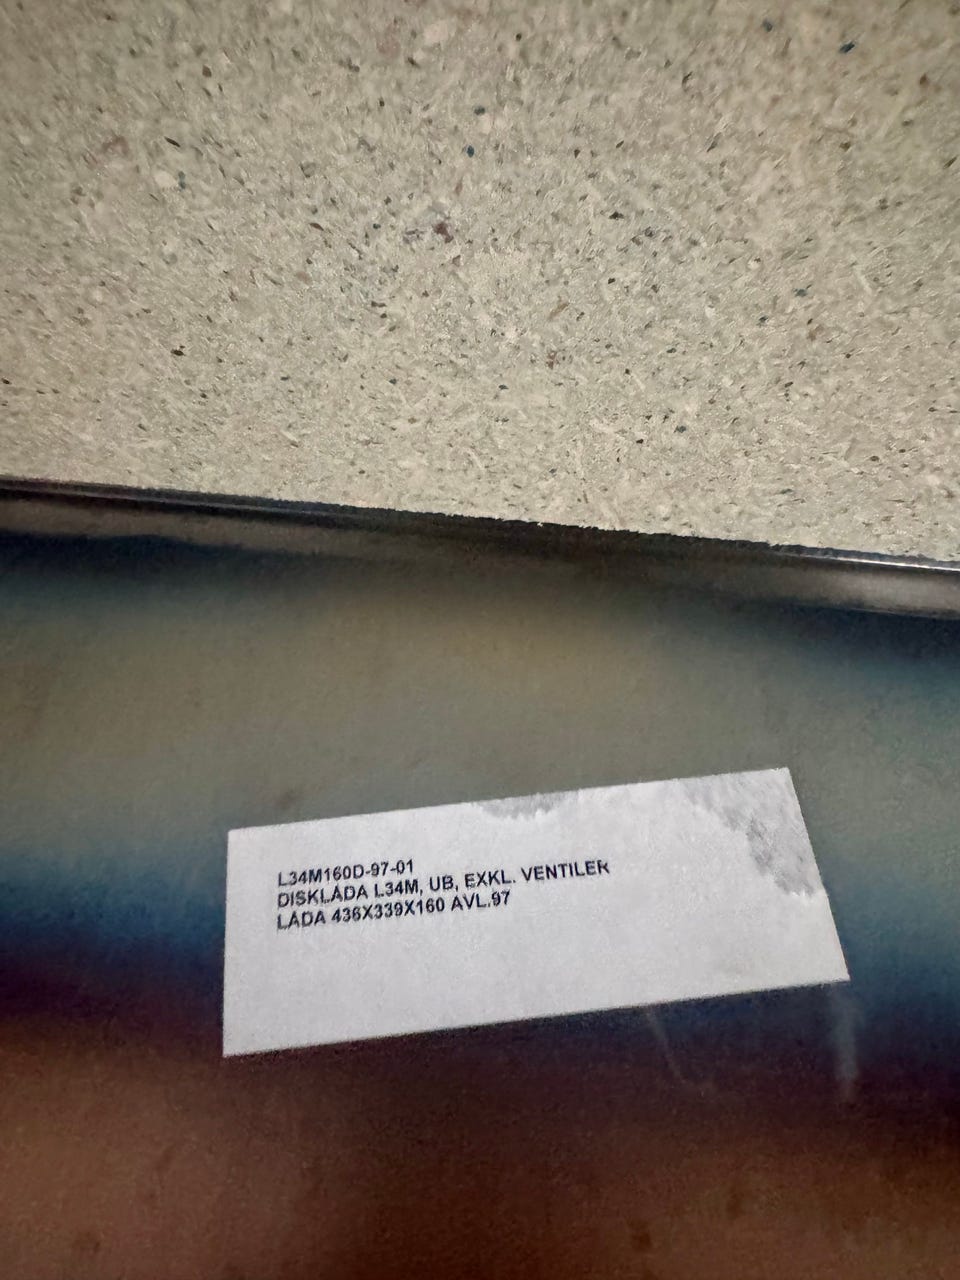 L34M160D-97-01
DISKLÅDA L34M, UB, EXKL. VENTILER
LÅDA 436X339X160 AVL.97